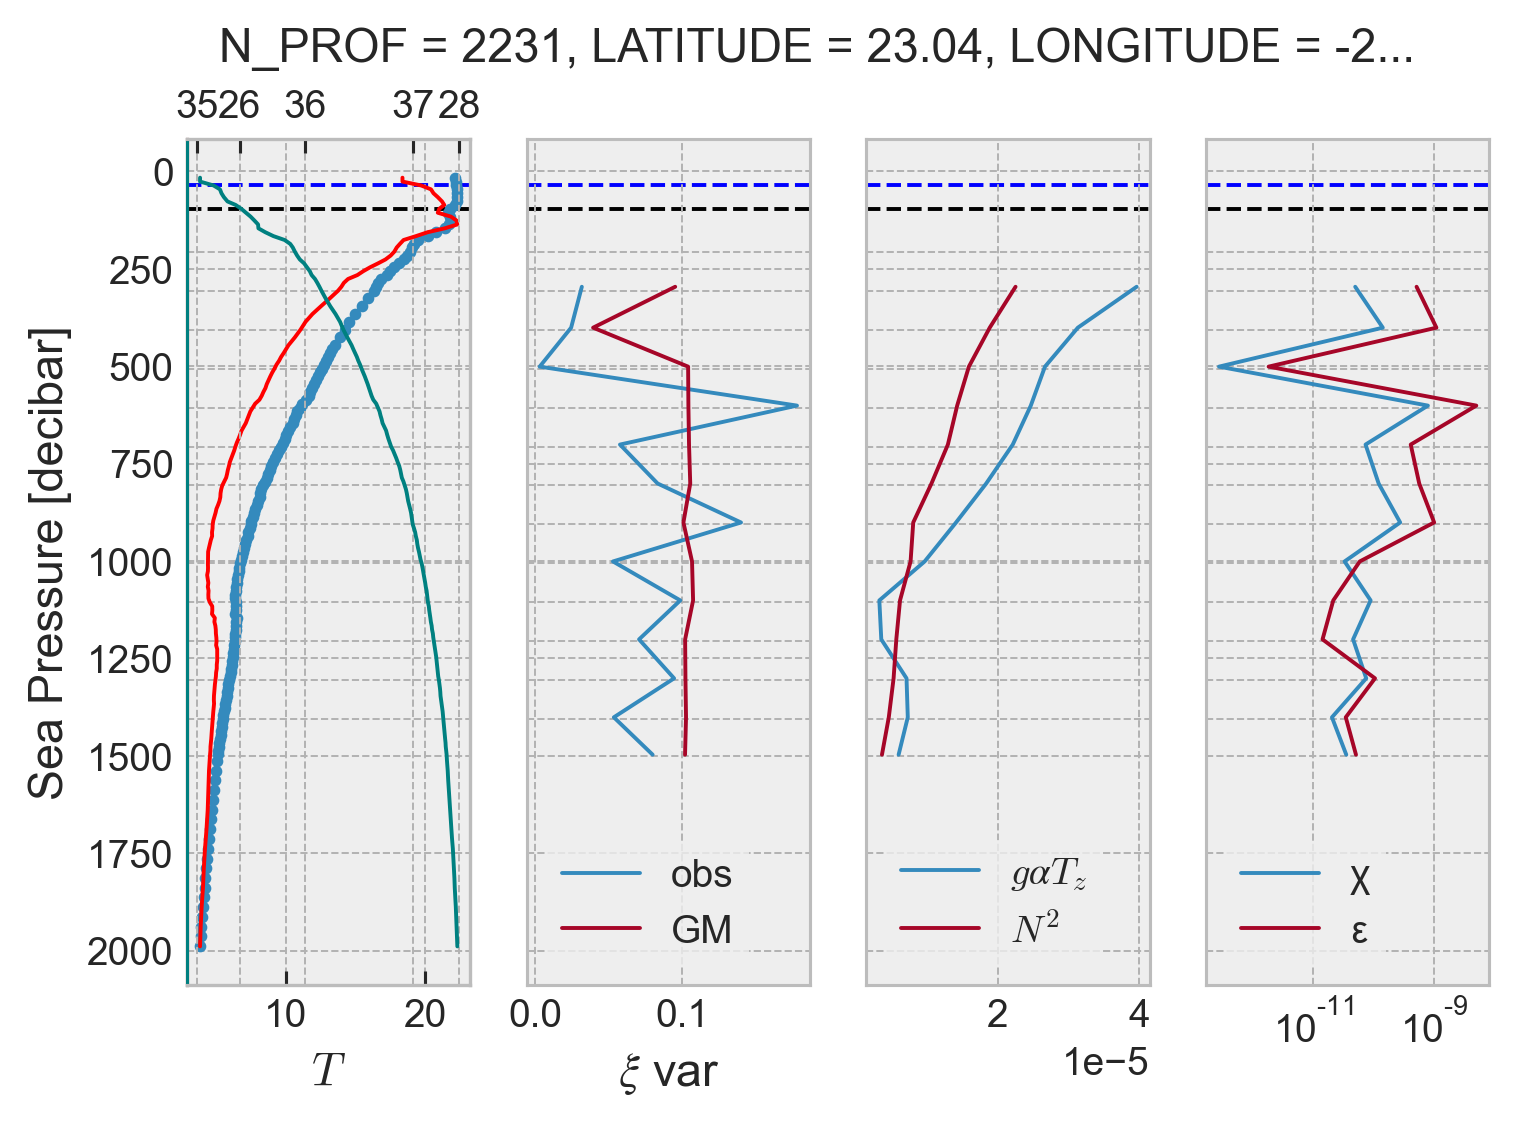 N_PROF = 2231, LATITUDE = 23.04, LONGITUDE = -2...
35 26 36 37 28
Sea Pressure [decibar]
0
250
500
750
1000
1250
1500
1750
2000
10 20
T
obs
GM
0.0 0.1
ξ var
gαT_z
N²
2 4
1e−5
χ
ε
10⁻¹¹ 10⁻⁹